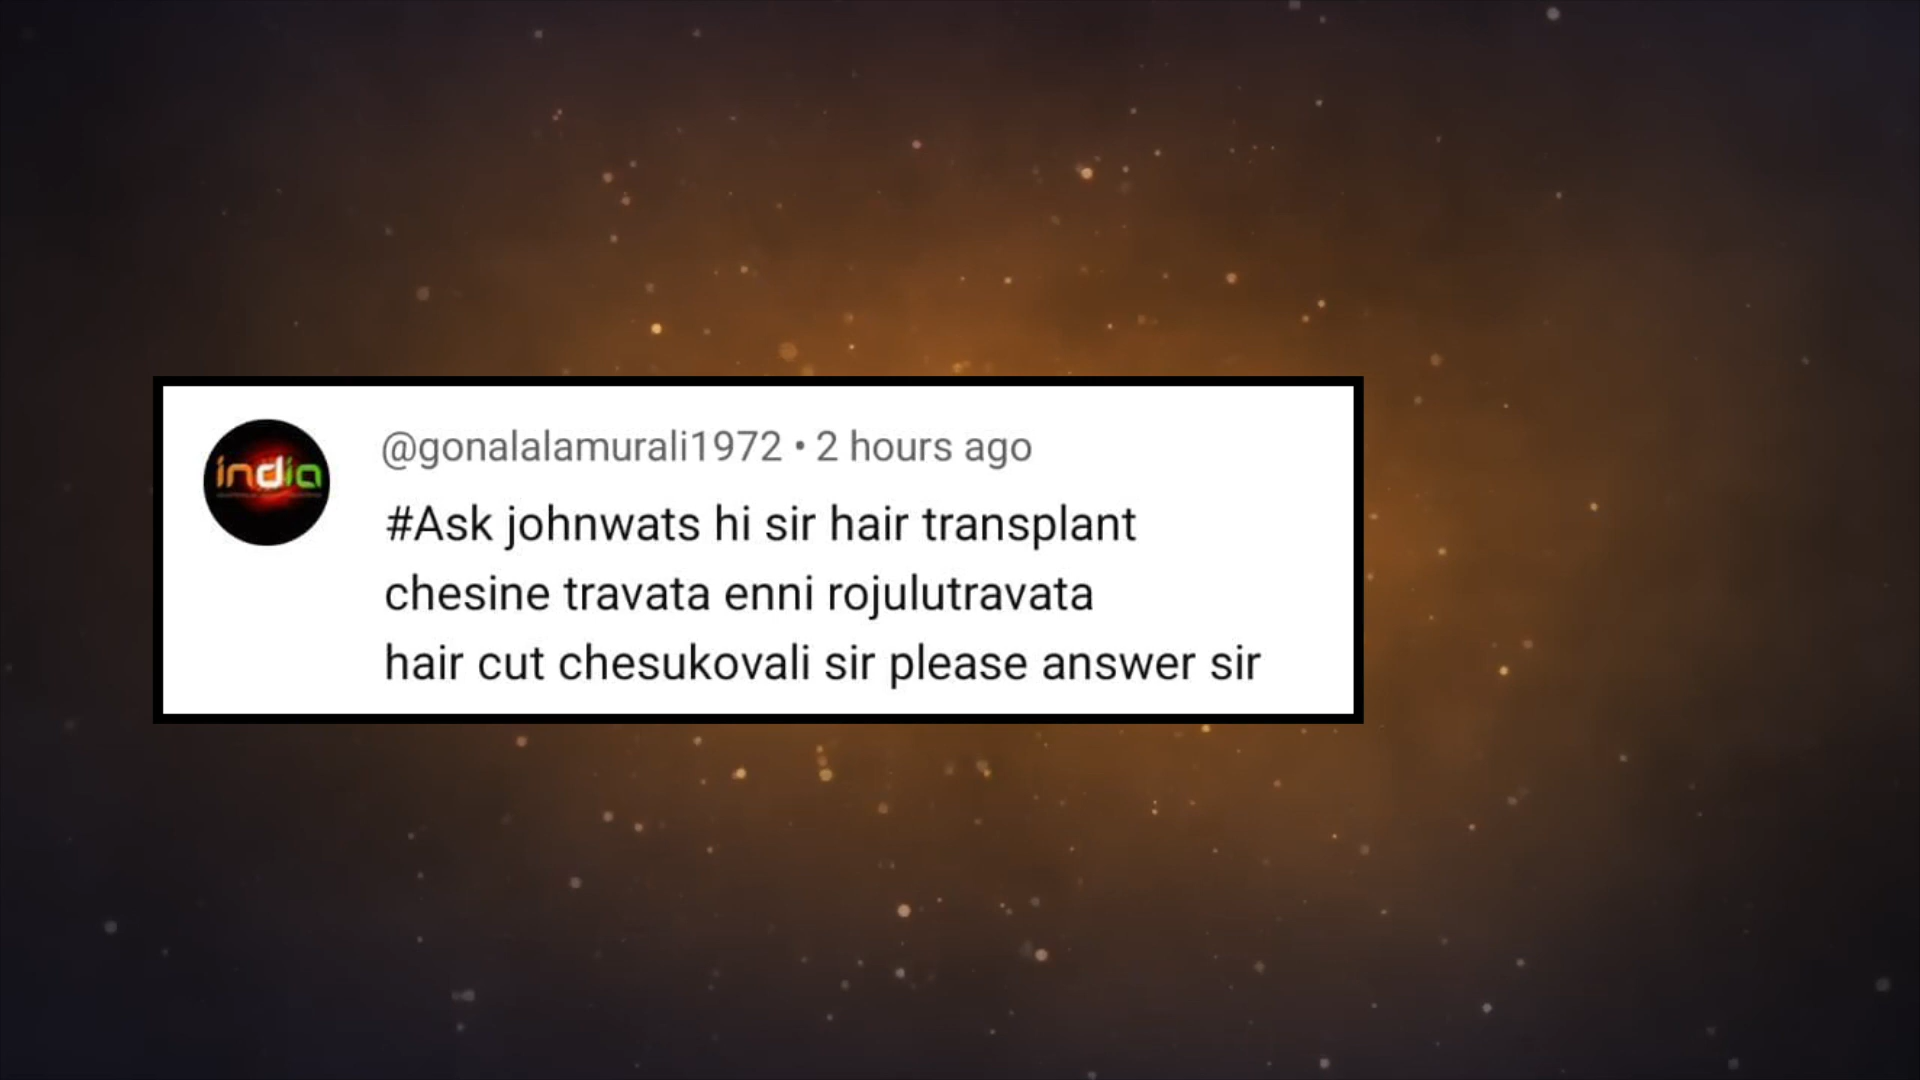 india
@gonalalamurali1972 • 2 hours ago
#Ask johnwats hi sir hair transplant
chesine travata enni rojulutravata
hair cut chesukovali sir please answer sir